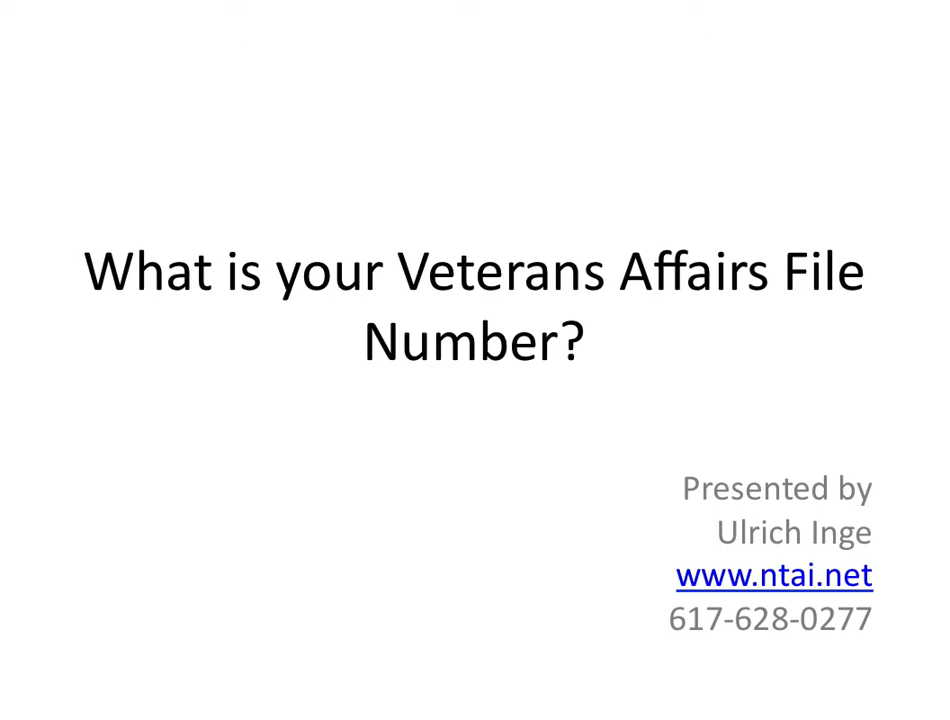 What is your Veterans Affairs File
Number?
Presented by
Ulrich Inge
www.ntai.net
617-628-0277